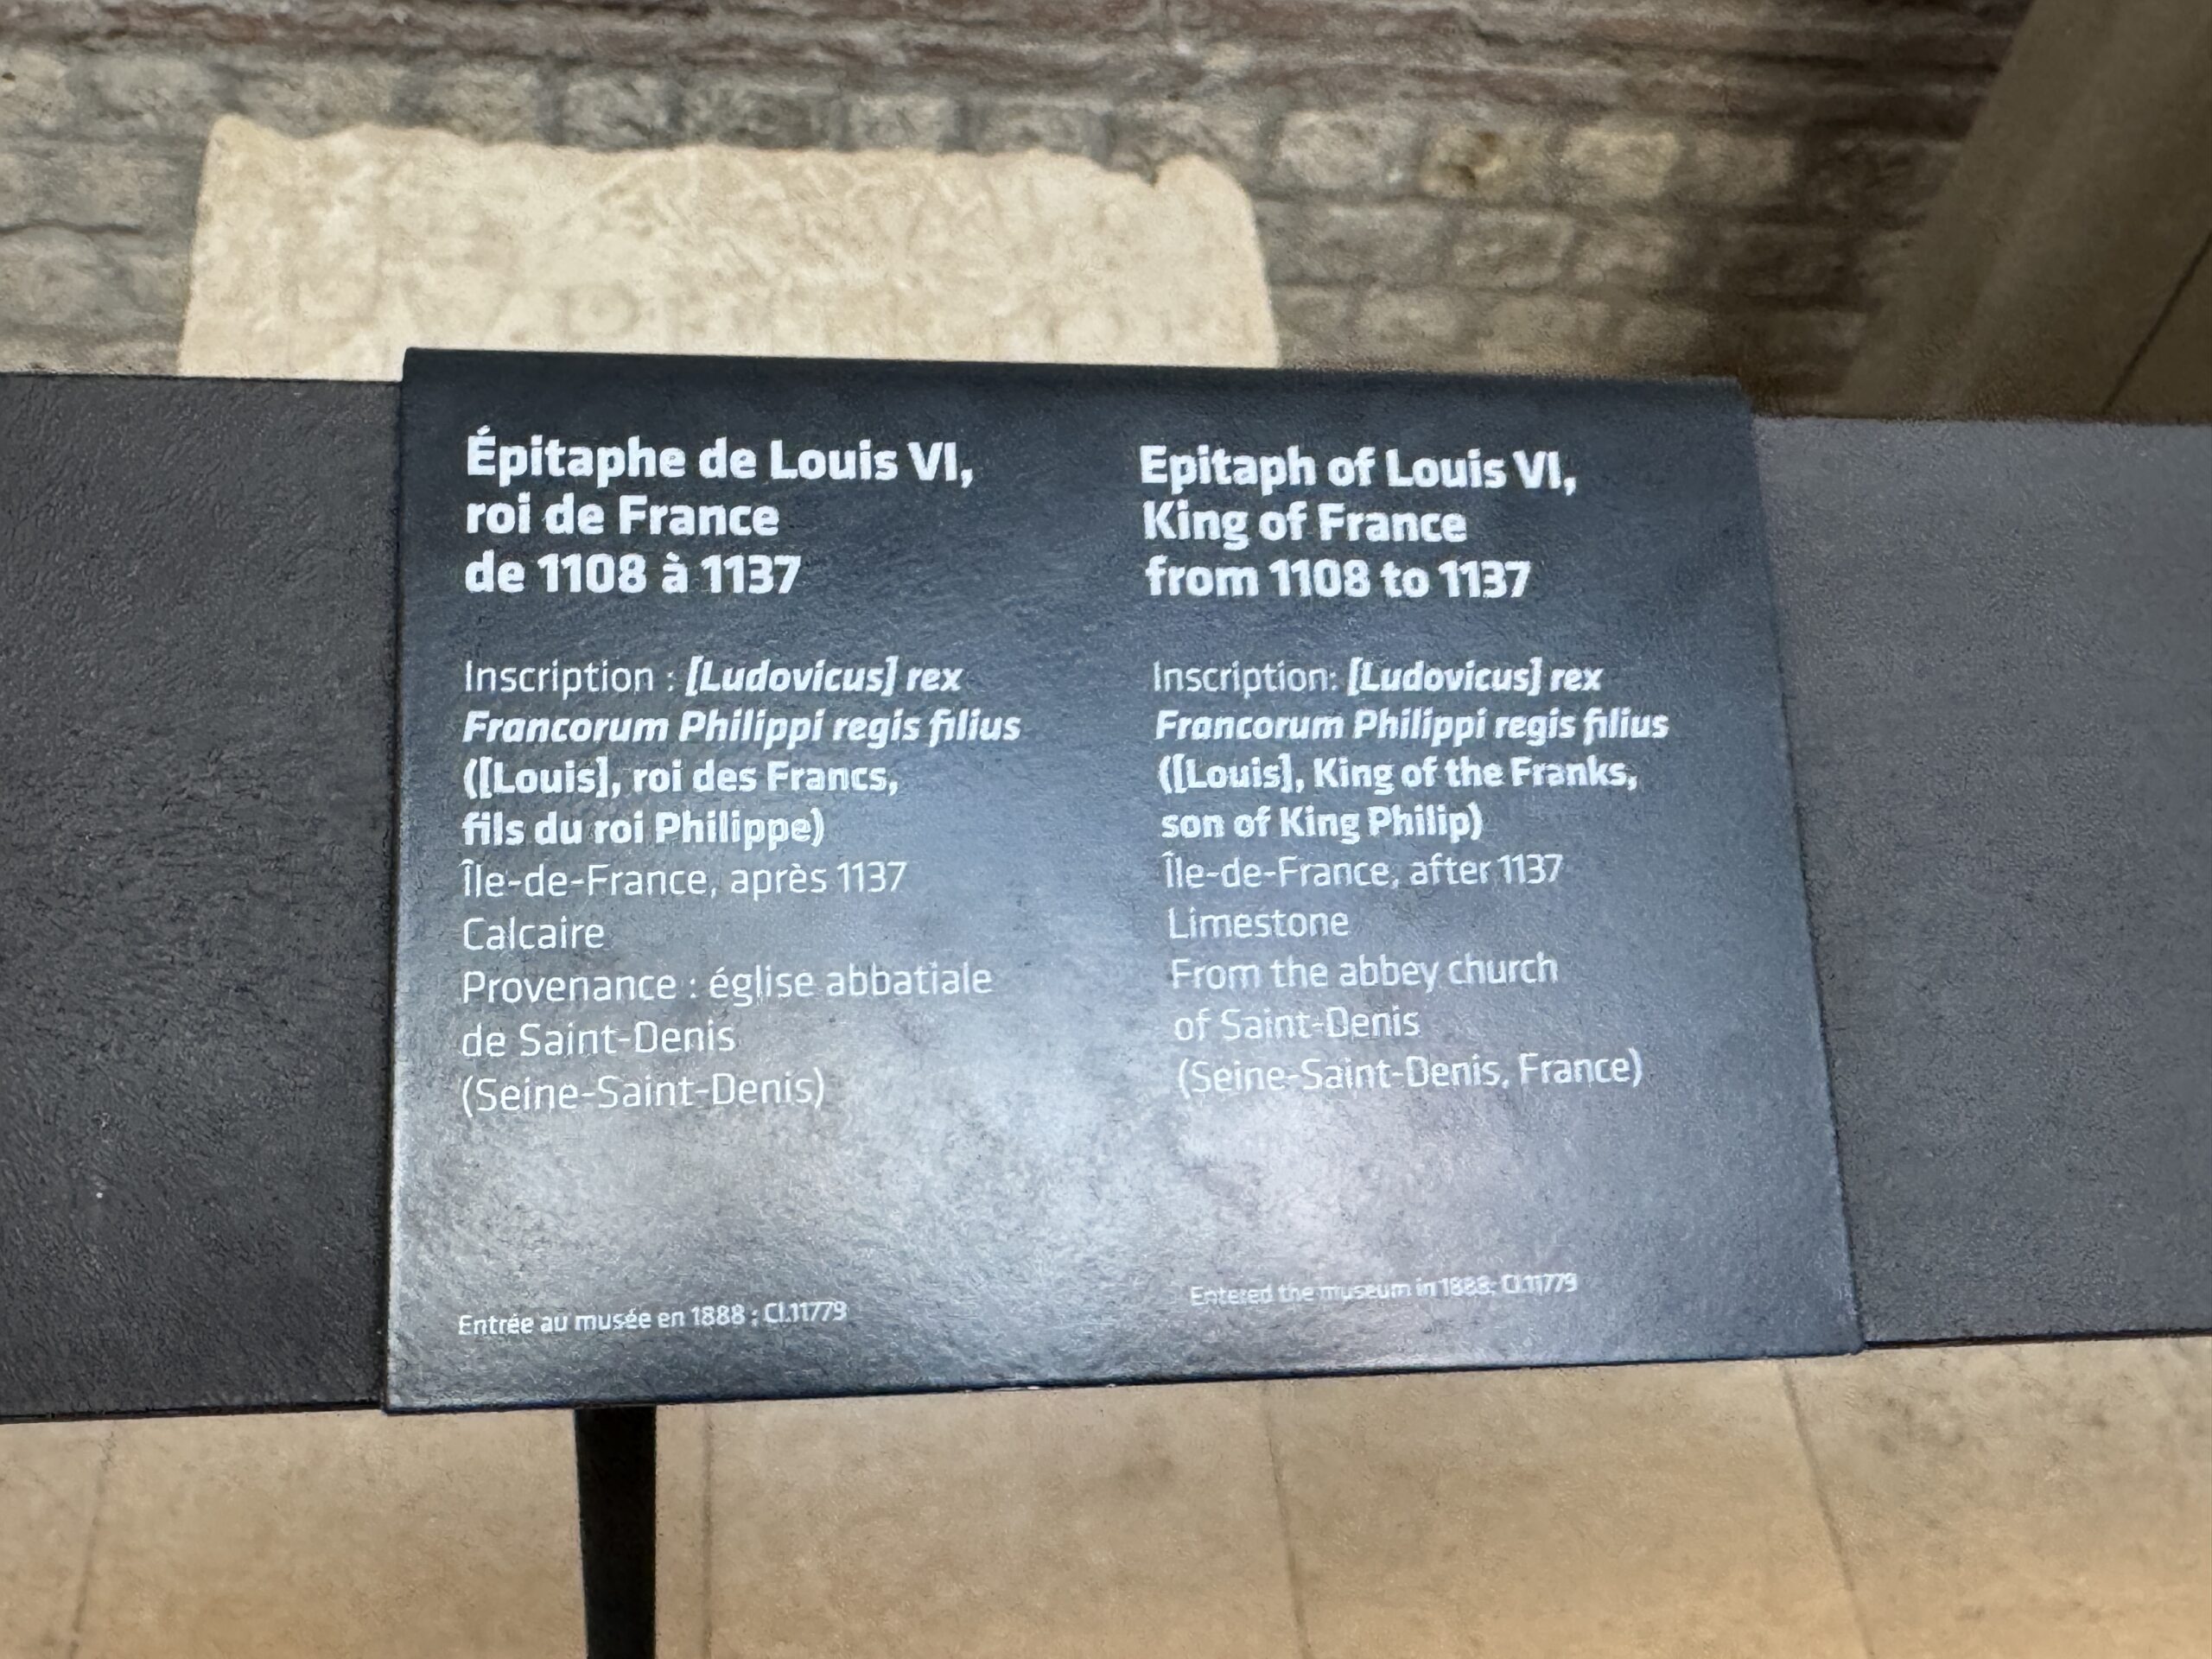 Épitaphe de Louis VI,
roi de France
de 1108 à 1137
Inscription : [Ludovicus] rex
Francorum Philippi regis filius
([Louis], roi des Francs,
fils du roi Philippe)
Île-de-France, après 1137
Calcaire
Provenance : église abbatiale
de Saint-Denis
(Seine-Saint-Denis)
Entrée au musée en 1888 ; Cl.11779
Epitaph of Louis VI,
King of France
from 1108 to 1137
Inscription: [Ludovicus] rex
Francorum Philippi regis filius
([Louis], King of the Franks,
son of King Philip)
Île-de-France, after 1137
Limestone
From the abbey church
of Saint-Denis
(Seine-Saint-Denis, France)
Entered the museum in 1888; Cl.11779